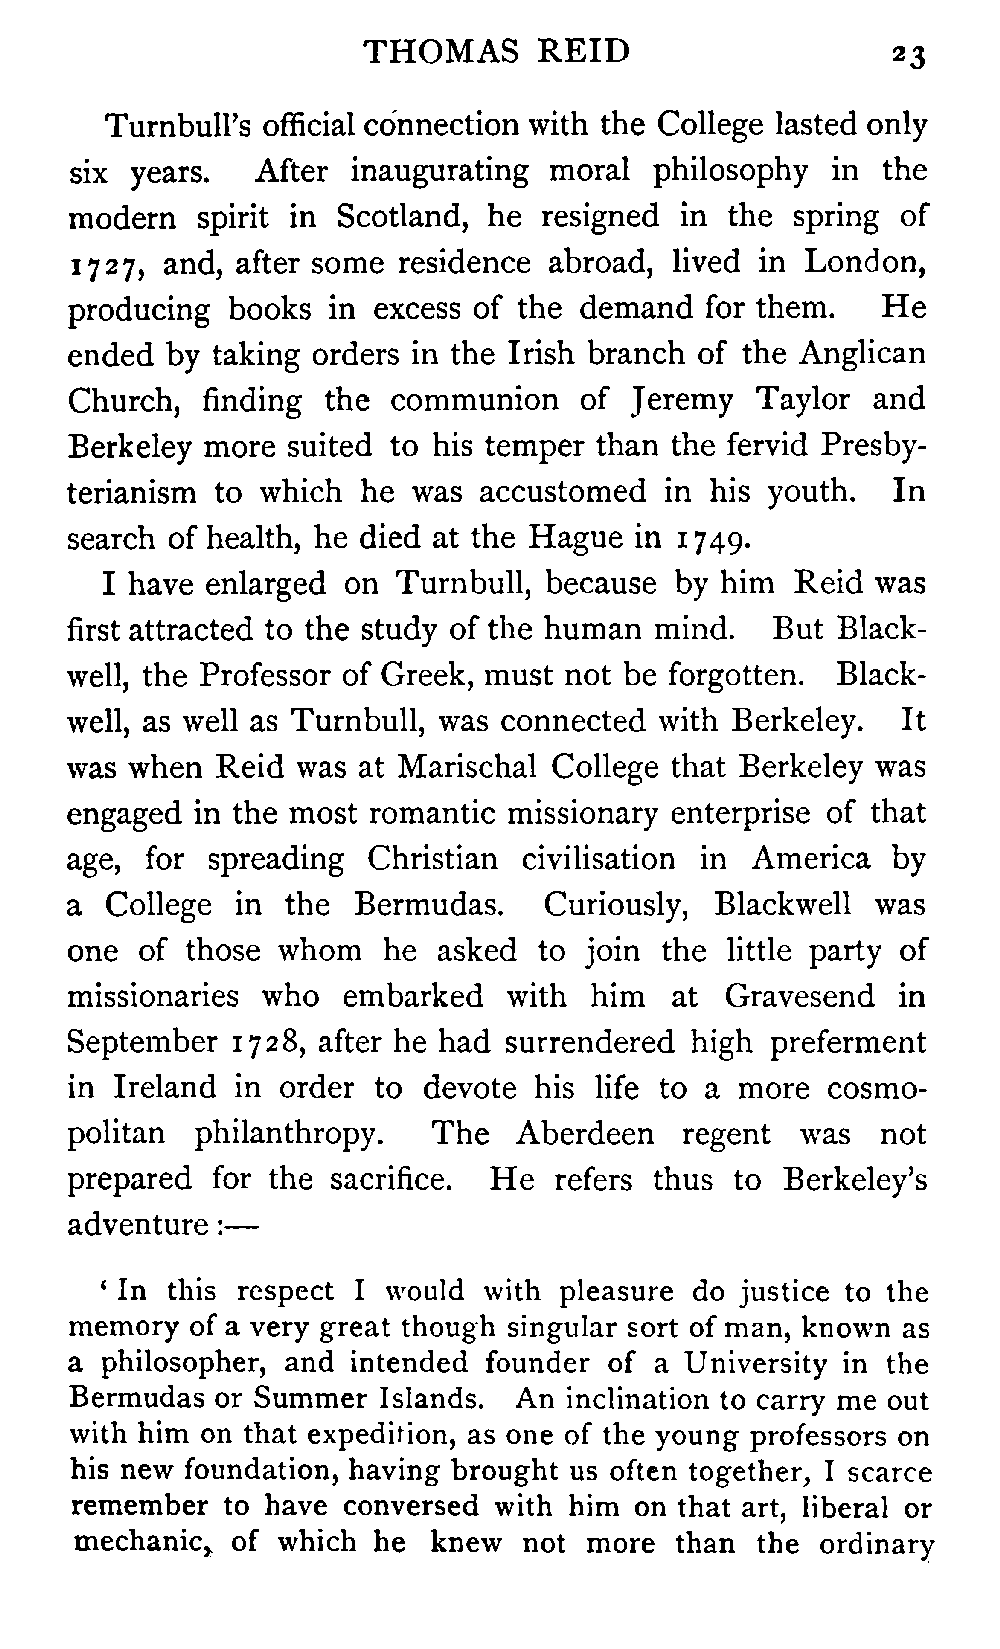 THOMAS REID 23
Turnbull's official connection with the College lasted only
six years. After inaugurating moral philosophy in the
modern spirit in Scotland, he resigned in the spring of
1727, and, after some residence abroad, lived in London,
producing books in excess of the demand for them. He
ended by taking orders in the Irish branch of the Anglican
Church, finding the communion of Jeremy Taylor and
Berkeley more suited to his temper than the fervid Presby-
terianism to which he was accustomed in his youth. In
search of health, he died at the Hague in 1749.
I have enlarged on Turnbull, because by him Reid was
first attracted to the study of the human mind. But Black-
well, the Professor of Greek, must not be forgotten. Black-
well, as well as Turnbull, was connected with Berkeley. It
was when Reid was at Marischal College that Berkeley was
engaged in the most romantic missionary enterprise of that
age, for spreading Christian civilisation in America by
a College in the Bermudas. Curiously, Blackwell was
one of those whom he asked to join the little party of
missionaries who embarked with him at Gravesend in
September 1728, after he had surrendered high preferment
in Ireland in order to devote his life to a more cosmo-
politan philanthropy. The Aberdeen regent was not
prepared for the sacrifice. He refers thus to Berkeley's
adventure:—
‘In this respect I would with pleasure do justice to the
memory of a very great though singular sort of man, known as
a philosopher, and intended founder of a University in the
Bermudas or Summer Islands. An inclination to carry me out
with him on that expedition, as one of the young professors on
his new foundation, having brought us often together, I scarce
remember to have conversed with him on that art, liberal or
mechanic, of which he knew not more than the ordinary